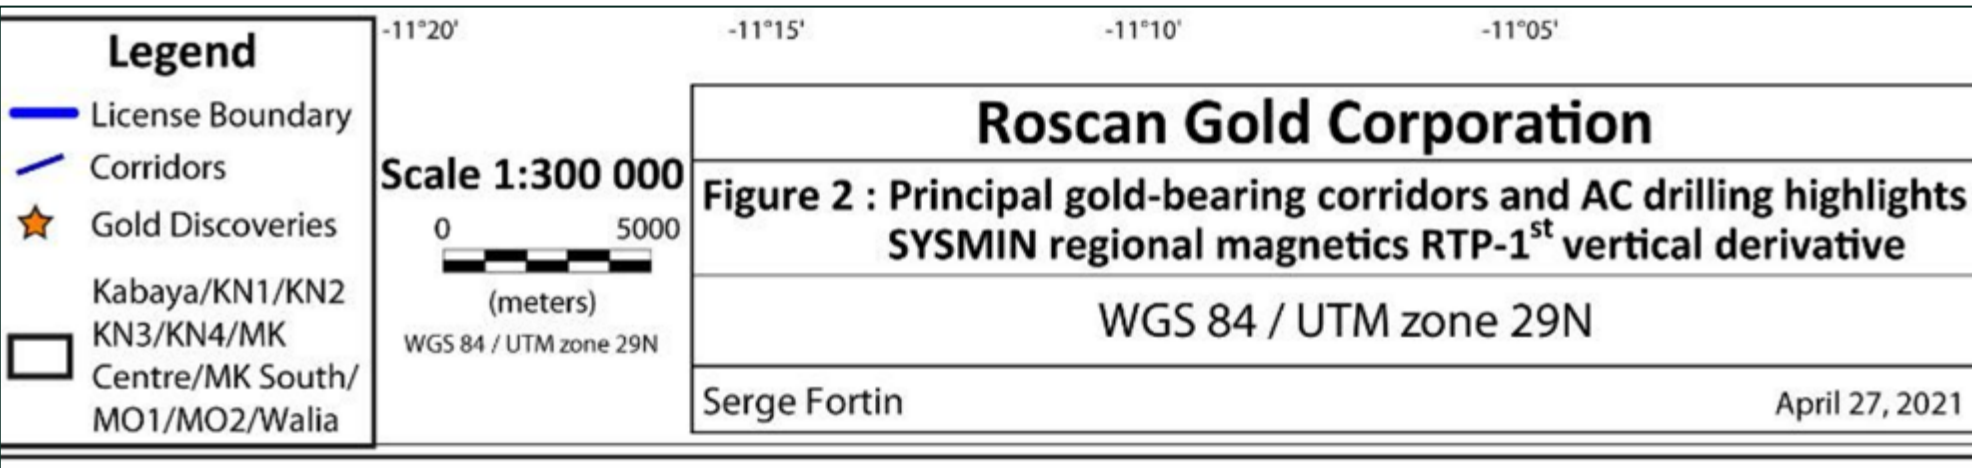 -11°20' -11°15' -11°10' -11°05'
Legend
License Boundary
Corridors
Gold Discoveries
Kabaya/KN1/KN2
KN3/KN4/MK
Centre/MK South/
MO1/MO2/Walia
Scale 1:300 000
0 5000
(meters)
WGS 84 / UTM zone 29N
Roscan Gold Corporation
Figure 2 : Principal gold-bearing corridors and AC drilling highlights
SYSMIN regional magnetics RTP-1st vertical derivative
WGS 84 / UTM zone 29N
Serge Fortin April 27, 2021